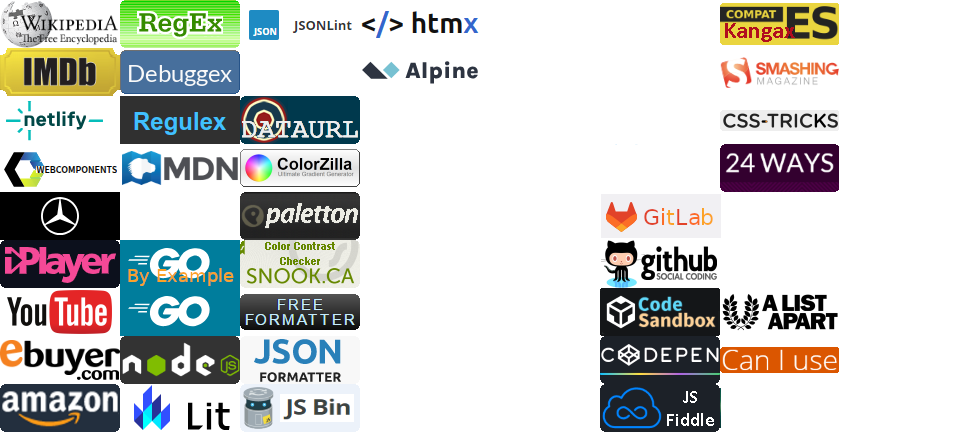 WIKIPEDIA
The Free Encyclopedia
RegEx
JSON
JSONLint
</> htmx
COMPAT
Kangax
ES
IMDb
Debuggex
Alpine
SMASHING
MAGAZINE
netlify
Regulex
DATAURL
CSS-TRICKS
WEBCOMPONENTS
MDN
ColorZilla
Ultimate Gradient Generator
24 WAYS
paletton
GitLab
iPlayer
GO
By Example
Color Contrast
Checker
SNOOK.CA
github
SOCIAL CODING
YouTube
GO
FREE
FORMATTER
Code
Sandbox
A LIST
APART
ebuyer
.com
node
JS
JSON
FORMATTER
CODEPEN
Can I use
amazon
Lit
JS Bin
JS
Fiddle